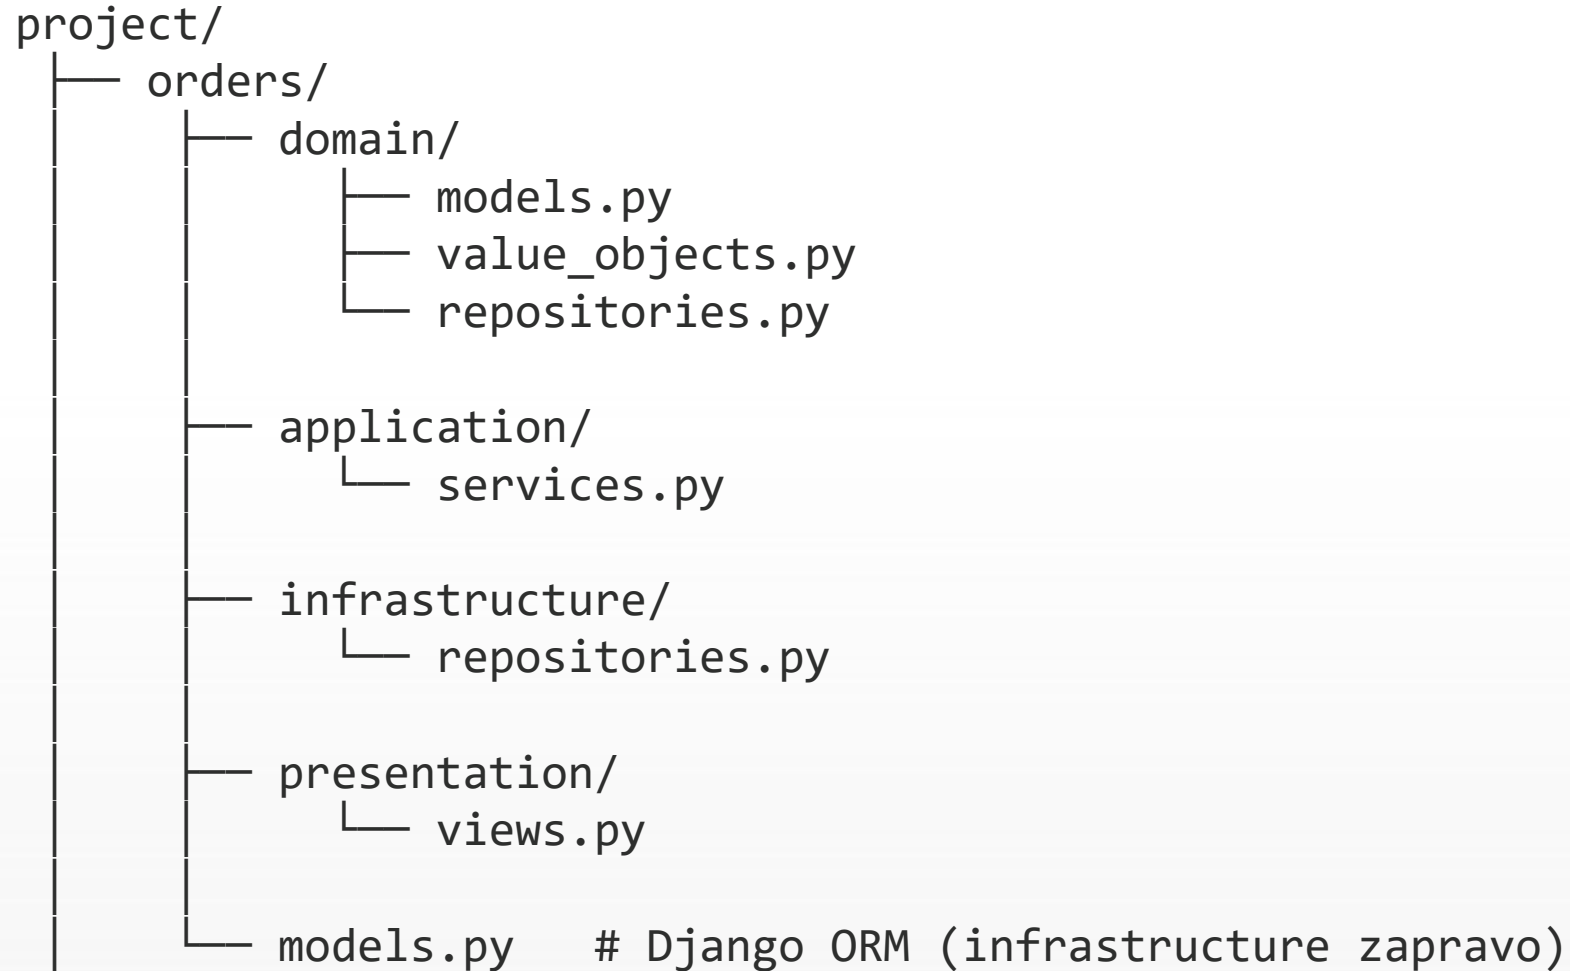 project/
├── orders/
│    ├── domain/
│    │     ├── models.py
│    │     ├── value_objects.py
│    │     └── repositories.py
│    │
│    ├── application/
│    │     └── services.py
│    │
│    ├── infrastructure/
│    │     └── repositories.py
│    │
│    ├── presentation/
│    │     └── views.py
│    │
│    └── models.py   # Django ORM (infrastructure zapravo)